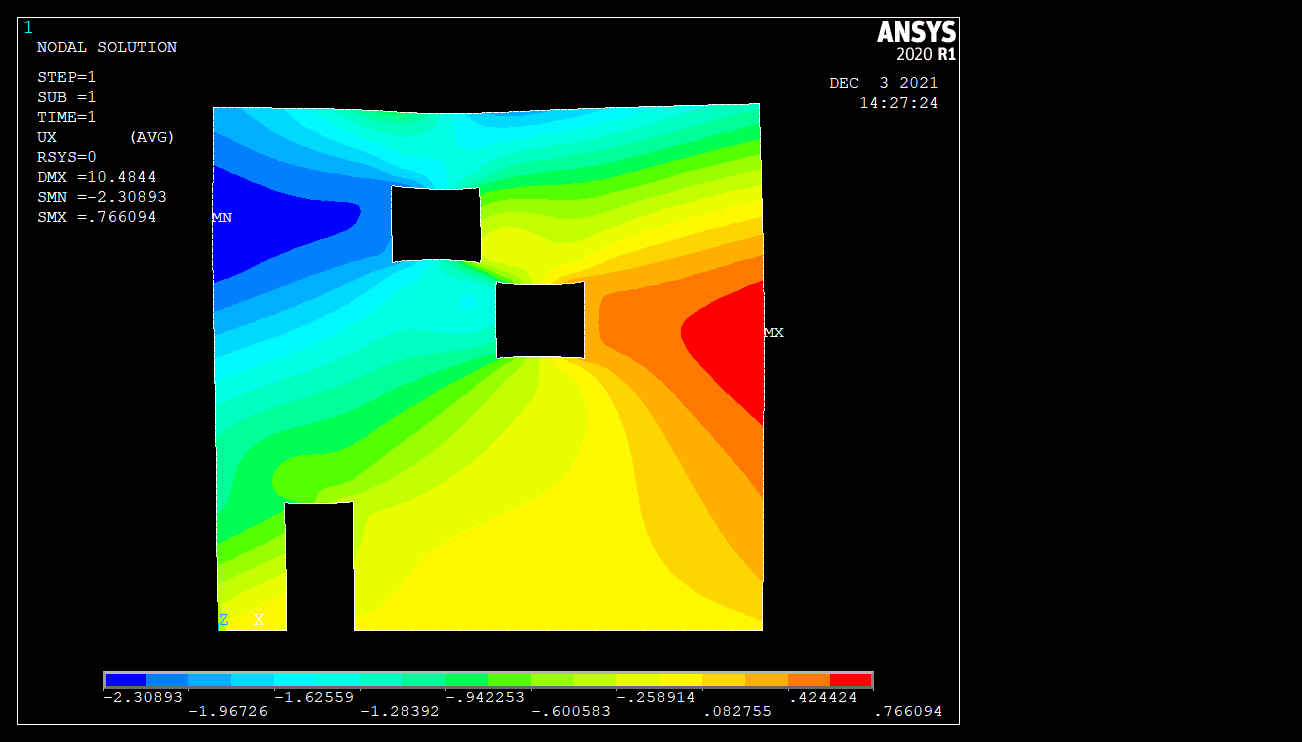 1
NODAL SOLUTION
STEP=1
SUB =1
TIME=1
UX (AVG)
RSYS=0
DMX =10.4844
SMN =-2.30893
SMX =.766094
ANSYS
2020 R1
DEC 3 2021
14:27:24
MN
MX
Z X
-2.30893 -1.62559 -.942253 -.258914 .424424
-1.96726 -1.28392 -.600583 .082755 .766094